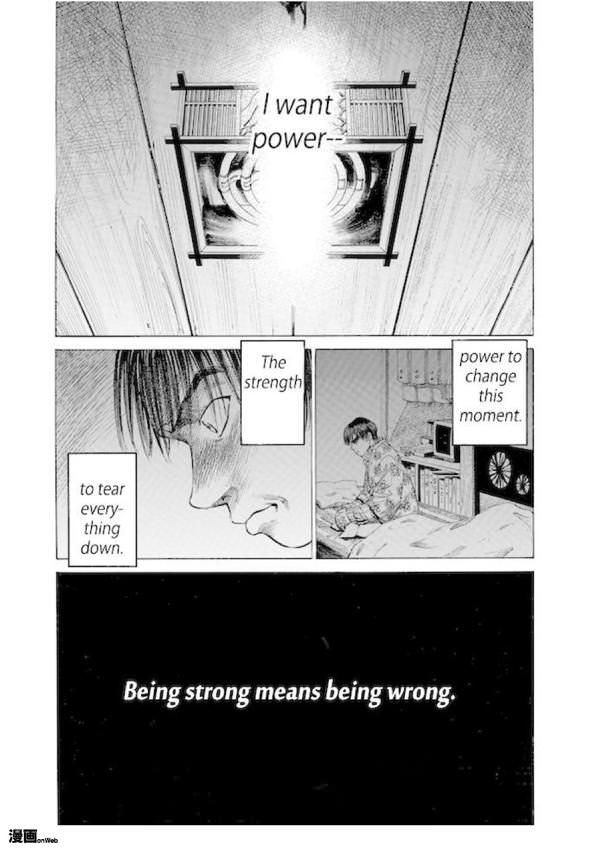 I want
power--
power to
change
this
moment.
The
strength
to tear
every-
thing
down.
Being strong means being wrong.
漫画onWeb